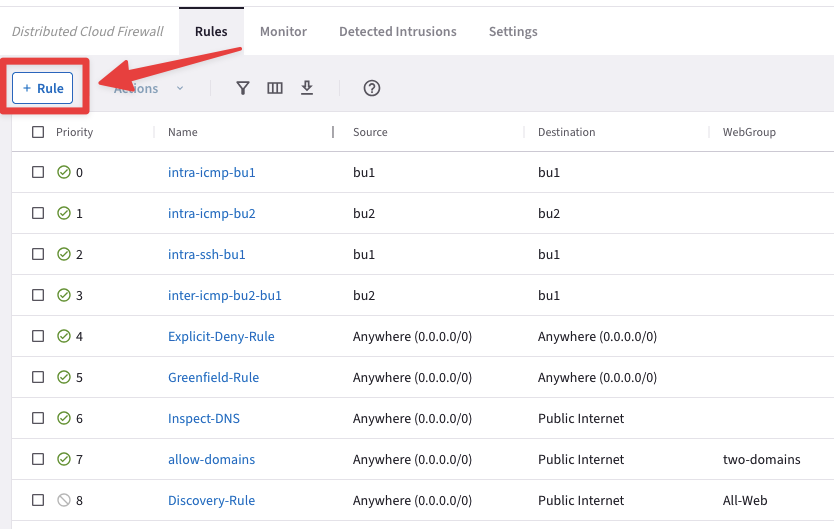 Distributed Cloud Firewall Rules Monitor Detected Intrusions Settings
+ Rule Actions
Priority Name Source Destination WebGroup
0 intra-icmp-bu1 bu1 bu1
1 intra-icmp-bu2 bu2 bu2
2 intra-ssh-bu1 bu1 bu1
3 inter-icmp-bu2-bu1 bu2 bu1
4 Explicit-Deny-Rule Anywhere (0.0.0.0/0) Anywhere (0.0.0.0/0)
5 Greenfield-Rule Anywhere (0.0.0.0/0) Anywhere (0.0.0.0/0)
6 Inspect-DNS Anywhere (0.0.0.0/0) Public Internet
7 allow-domains Anywhere (0.0.0.0/0) Public Internet two-domains
8 Discovery-Rule Anywhere (0.0.0.0/0) Public Internet All-Web